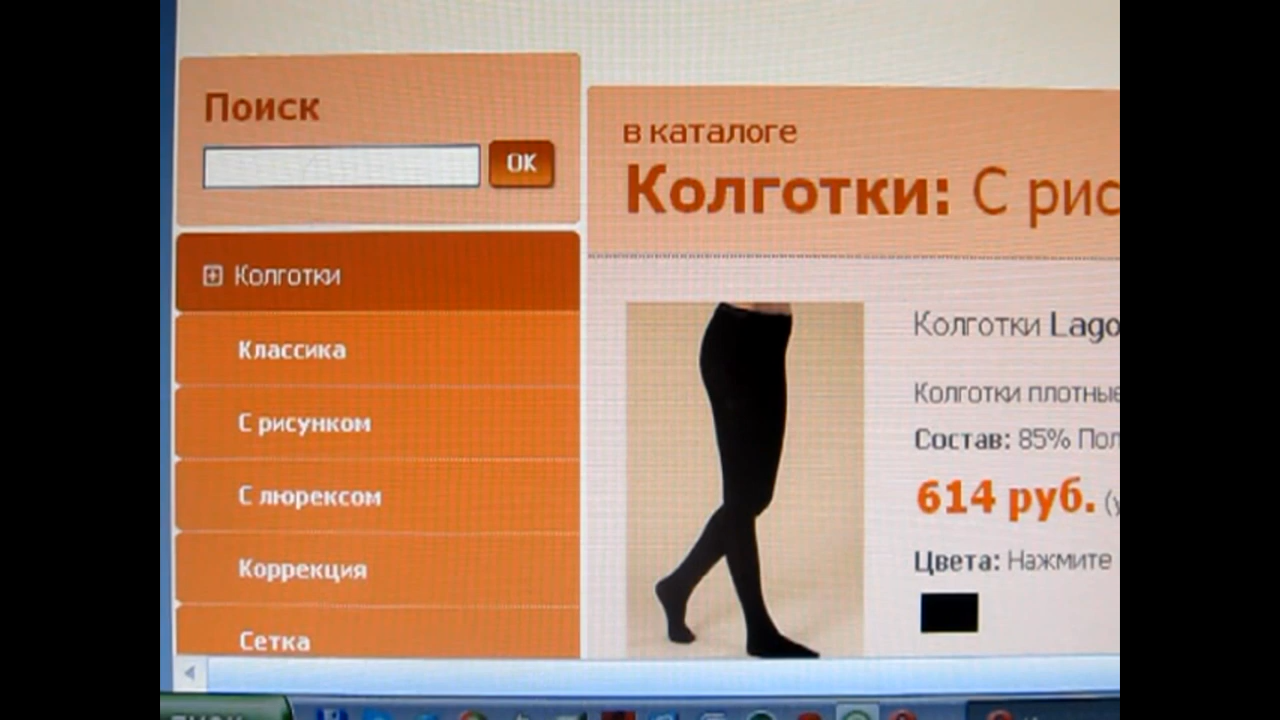 Поиск
OK
Колготки
Классика
С рисунком
С люрексом
Коррекция
Сетка
в каталоге
Колготки: С рис
Колготки Lago
Колготки плотные
Состав: 85% Пол
614 руб. (у
Цвета: Нажмите